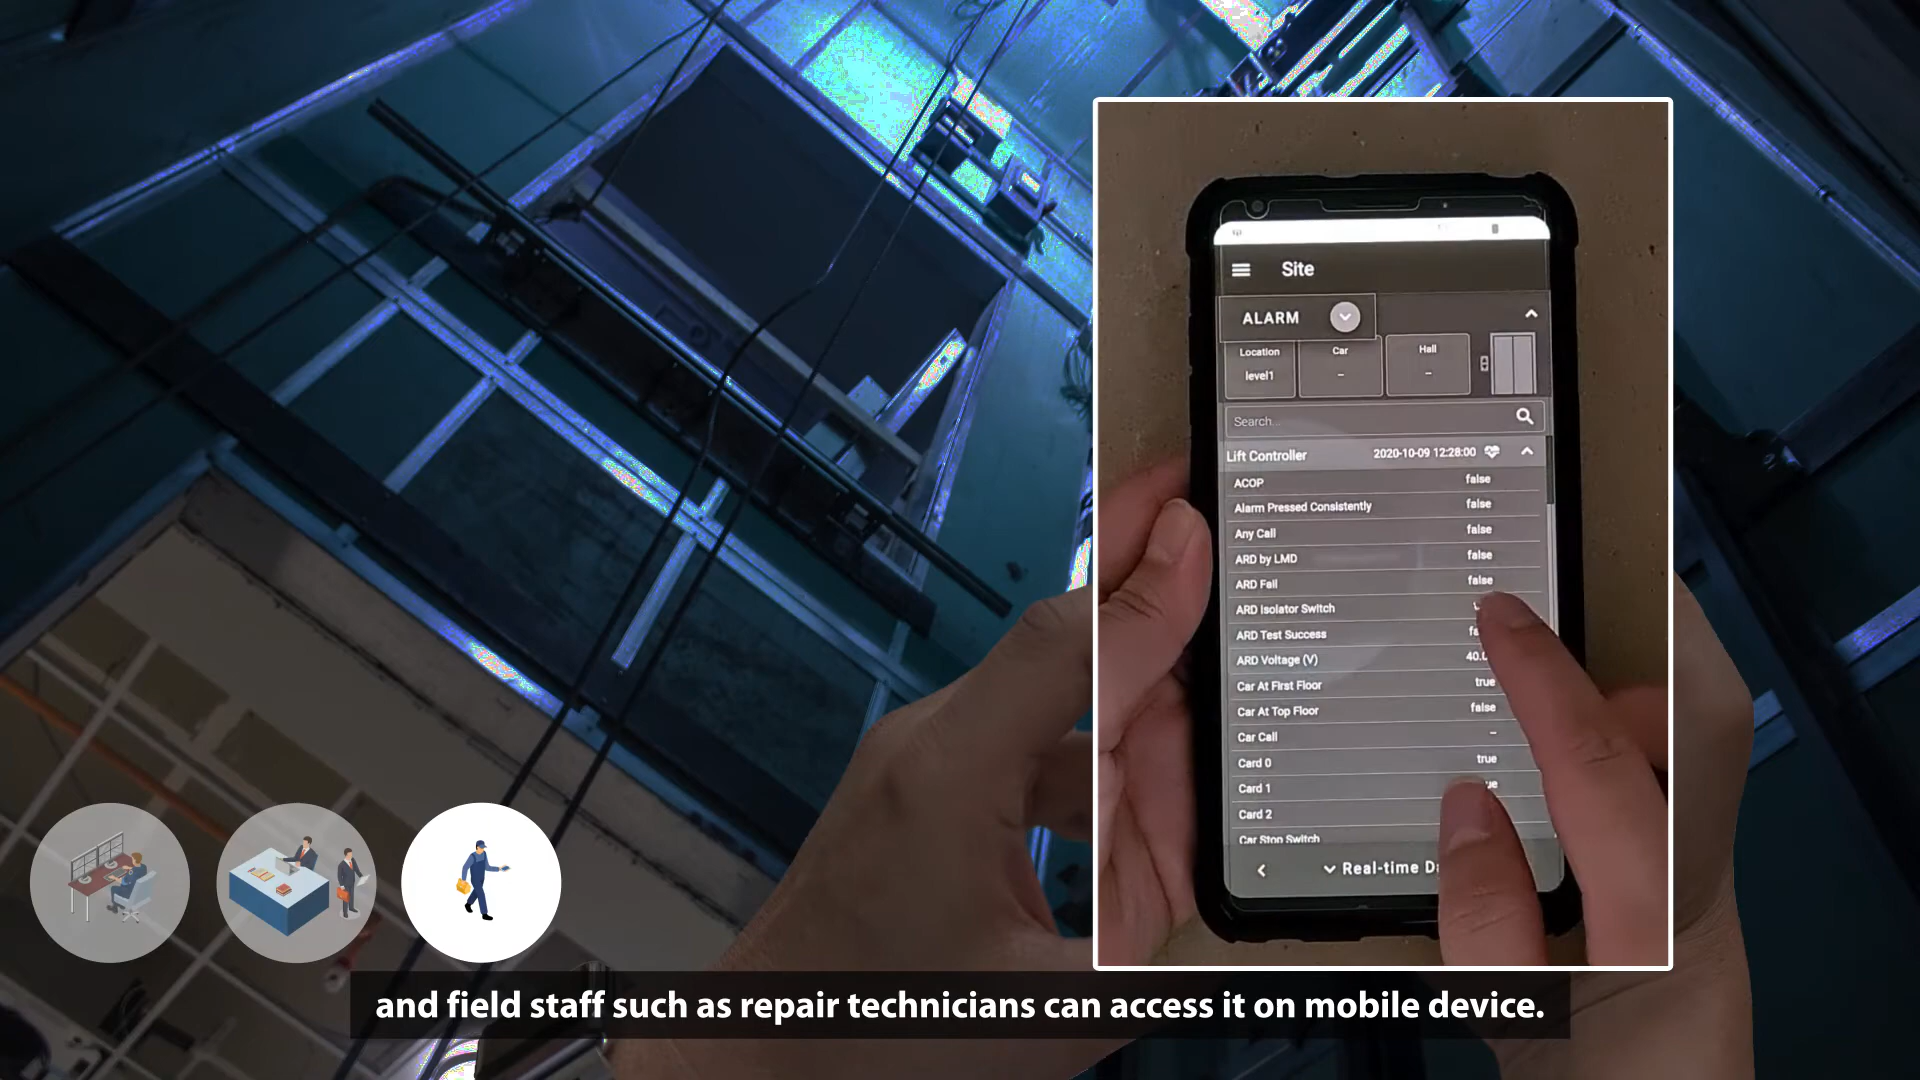 Site
ALARM
Location Car Hall
level1 – –
Search...
Lift Controller 2020-10-09 12:28:00
ACOP false
Alarm Pressed Consistently false
Any Call false
ARD by LMD false
ARD Fail false
ARD Isolator Switch
ARD Test Success
ARD Voltage (V)
Car At First Floor true
Car At Top Floor false
Car Call –
Card 0 true
Card 1
Card 2
Car Stop Switch
Real-time
and field staff such as repair technicians can access it on mobile device.